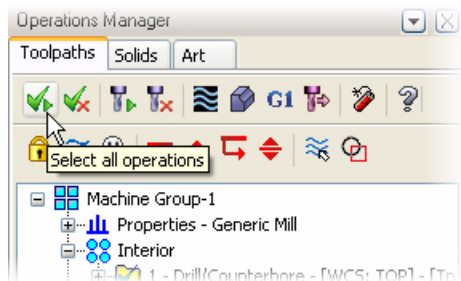 Operations Manager
Toolpaths Solids Art
G1
Select all operations
Machine Group-1
Properties - Generic Mill
Interior
1 - Drill/Counterbore - [WCS: TOP] - [Tp